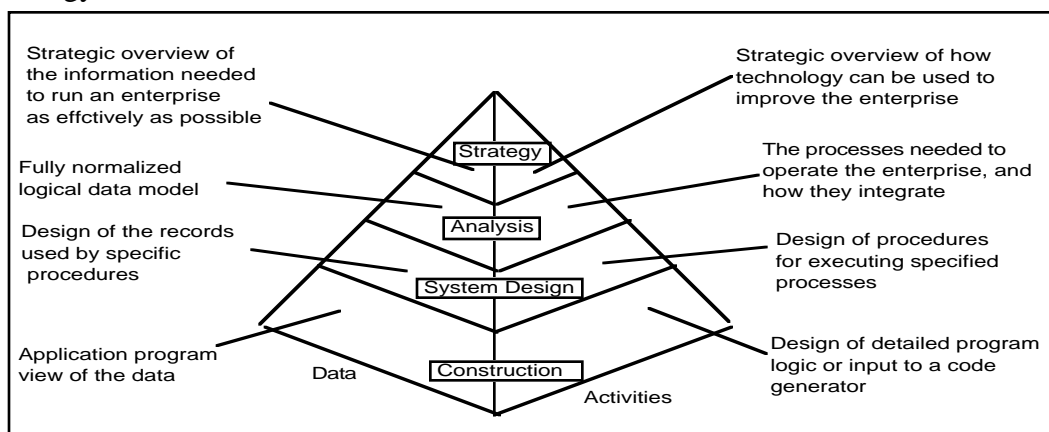 Strategic overview of
the information needed
to run an enterprise
as effctively as possible
Strategic overview of how
technology can be used to
improve the enterprise
Strategy
Fully normalized
logical data model
The processes needed to
operate the enterprise, and
how they integrate
Analysis
Design of the records
used by specific
procedures
Design of procedures
for executing specified
processes
System Design
Application program
view of the data
Data
Construction
Activities
Design of detailed program
logic or input to a code
generator